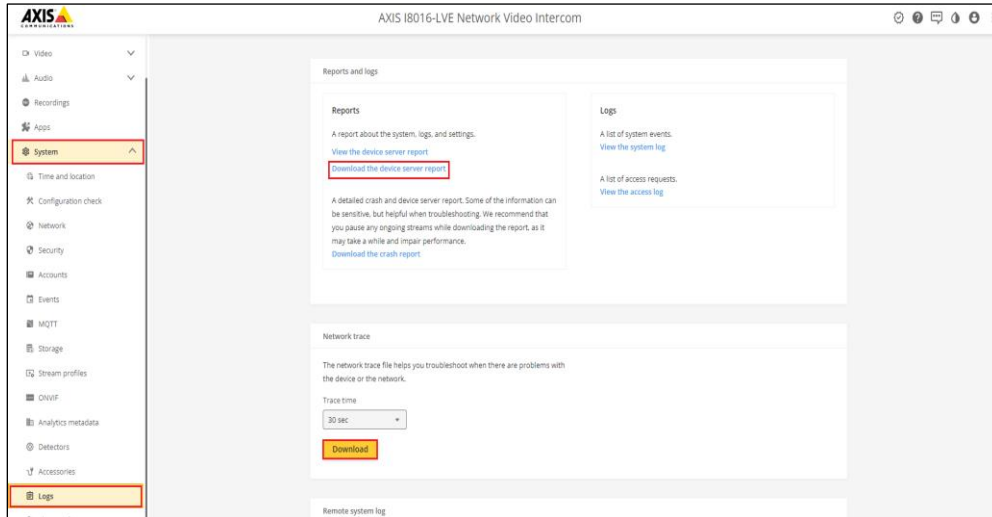 AXIS
COMMUNICATIONS
AXIS I8016-LVE Network Video Intercom
Video
Audio
Recordings
Apps
System
Time and location
Configuration check
Network
Security
Accounts
Events
MQTT
Storage
Stream profiles
ONVIF
Analytics metadata
Detectors
Accessories
Logs
Reports and logs
Reports
A report about the system, logs, and settings.
View the device server report
Download the device server report
A detailed crash and device server report. Some of the information can
be sensitive, but helpful when troubleshooting. We recommend that
you pause any ongoing streams while downloading the report, as it
may take a while and impair performance.
Download the crash report
Logs
A list of system events.
View the system log
A list of access requests.
View the access log
Network trace
The network trace file helps you troubleshoot when there are problems with
the device or the network.
Trace time
30 sec
Download
Remote system log